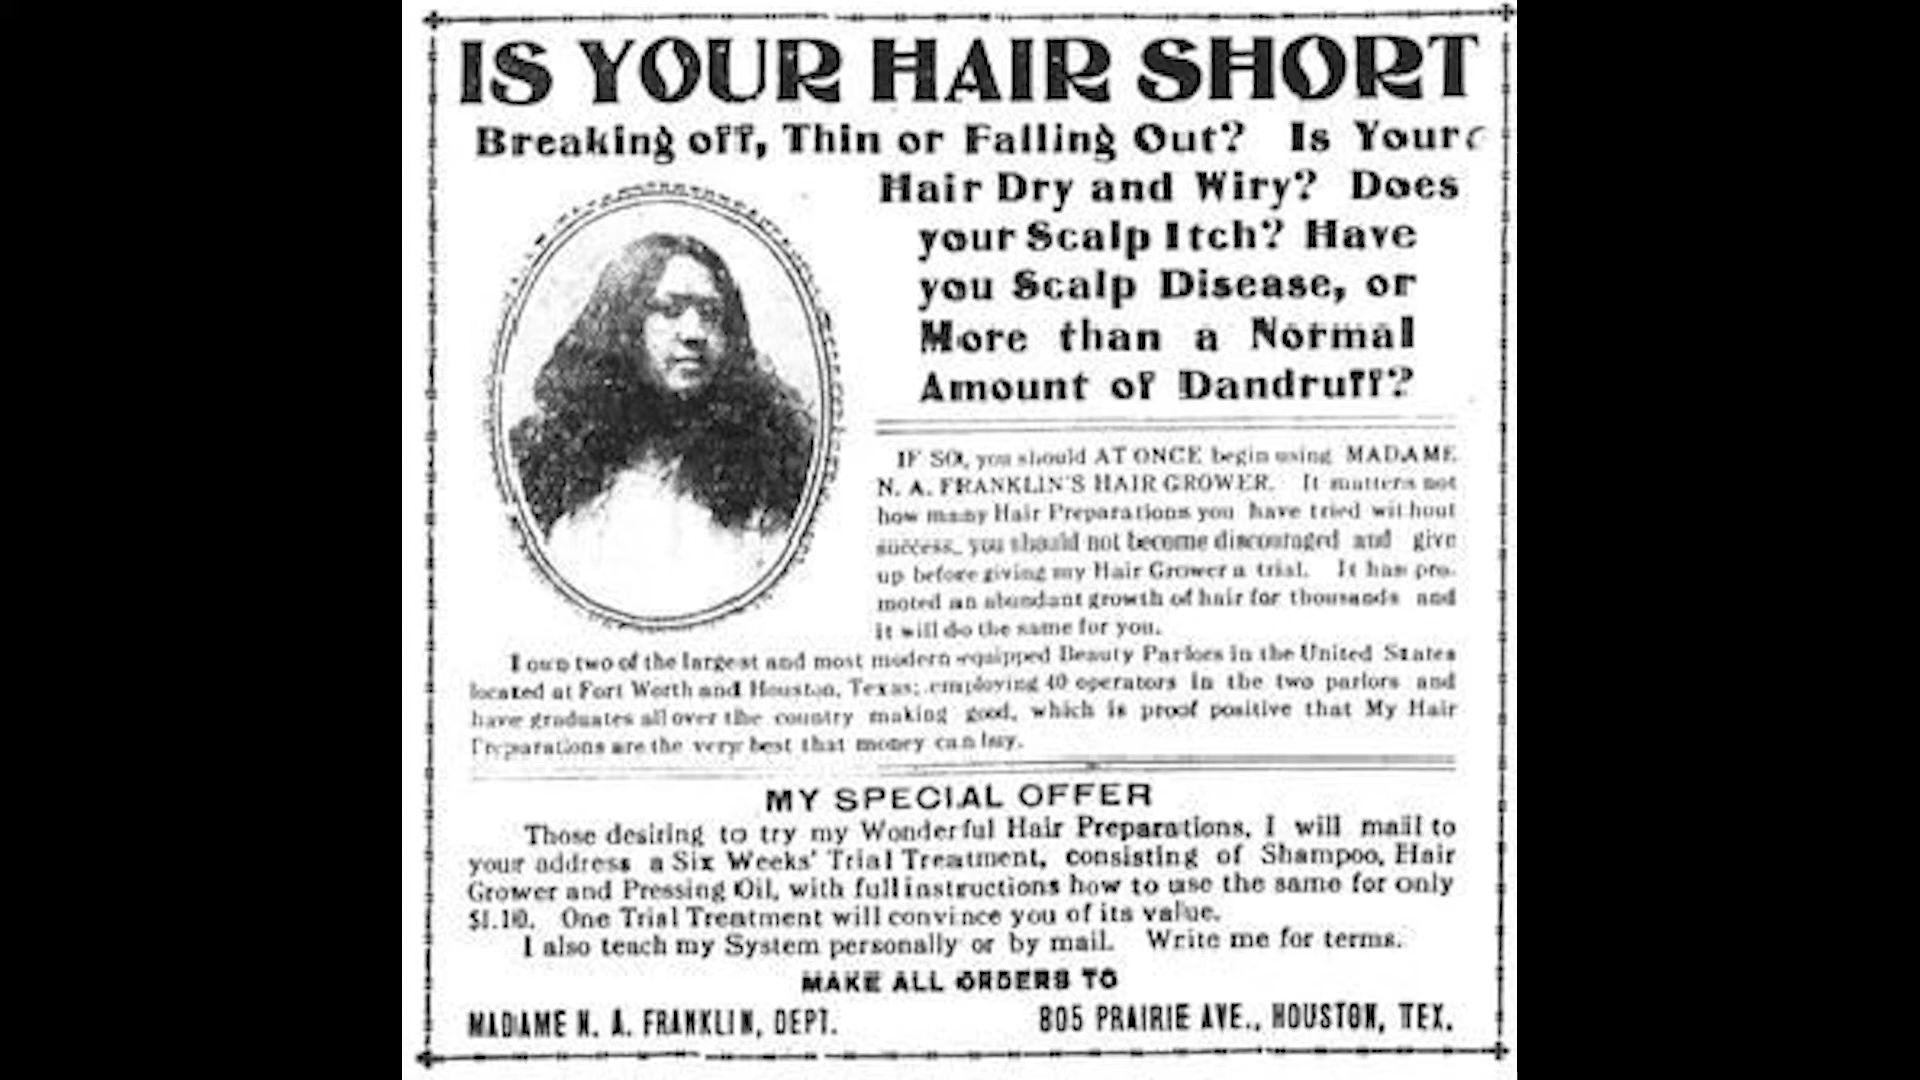 IS YOUR HAIR SHORT
Breaking off, Thin or Falling Out? Is Your
Hair Dry and Wiry? Does
your Scalp Itch? Have
you Scalp Disease, or
More than a Normal
Amount of Dandruff?
IF SO, you should AT ONCE begin using MADAME
N. A. FRANKLIN'S HAIR GROWER. It matters not
how many Hair Preparations you have tried without
success, you should not become discouraged and give
up before giving my Hair Grower a trial. It has pro-
moted an abundant growth of hair for thousands and
it will do the same for you.
I own two of the largest and most modern equipped Beauty Parlors in the United States
located at Fort Worth and Houston, Texas; employing 40 operators in the two parlors and
have graduates all over the country making good, which is proof positive that My Hair
Preparations are the very best that money can buy.
MY SPECIAL OFFER
Those desiring to try my Wonderful Hair Preparations, I will mail to
your address a Six Weeks' Trial Treatment, consisting of Shampoo, Hair
Grower and Pressing Oil, with full instructions how to use the same for only
$1.10. One Trial Treatment will convince you of its value.
I also teach my System personally or by mail. Write me for terms.
MAKE ALL ORDERS TO
MADAME N. A. FRANKLIN, DEPT. 805 PRAIRIE AVE., HOUSTON, TEX.